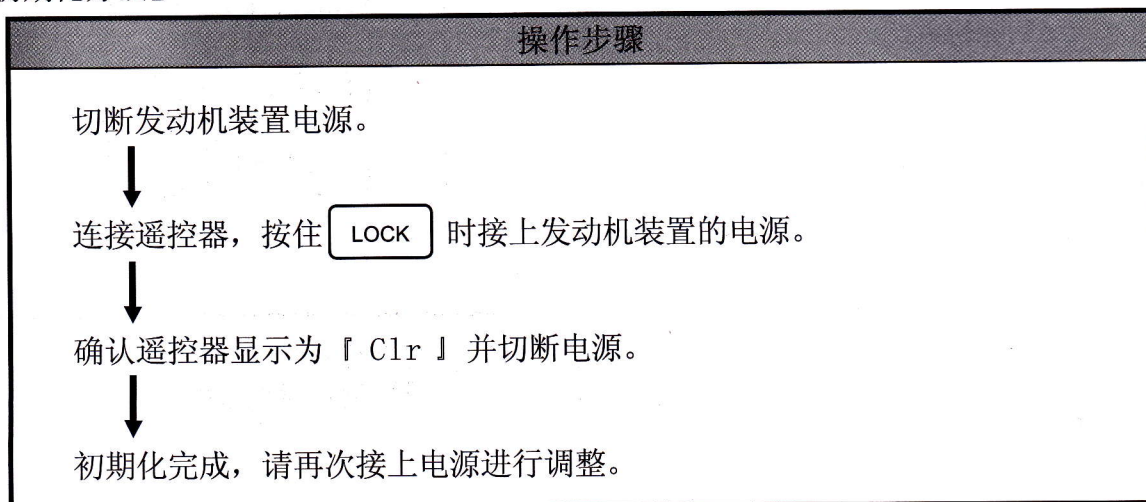 操作步骤
切断发动机装置电源。
连接遥控器，按住 LOCK 时接上发动机装置的电源。
确认遥控器显示为『 Clr 』并切断电源。
初期化完成，请再次接上电源进行调整。